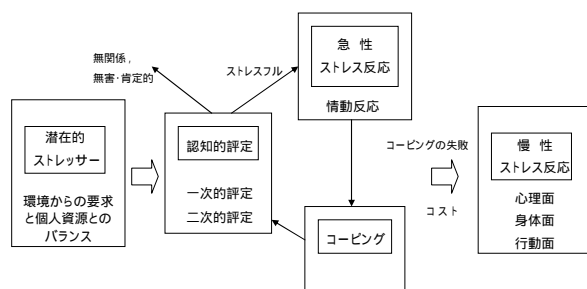 無関係，
無害・肯定的
ストレスフル
急 性
ストレス反応
情動反応
潜在的
ストレッサー
環境からの要求
と個人資源との
バランス
認知的評定
一次的評定
二次的評定
コーピング
コーピングの失敗
コスト
慢 性
ストレス反応
心理面
身体面
行動面